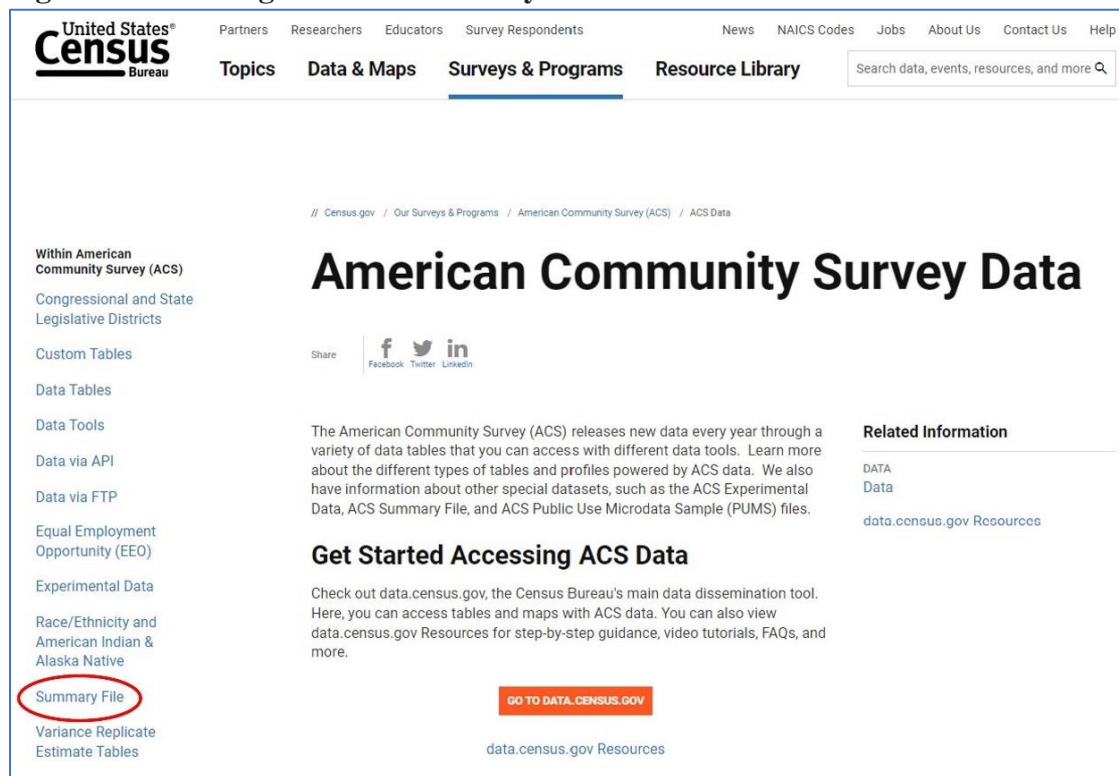 United States®
Census
Bureau
Partners Researchers Educators Survey Respondents News NAICS Codes Jobs About Us Contact Us Help
Topics Data & Maps Surveys & Programs Resource Library Search data, events, resources, and more
// Census.gov / Our Surveys & Programs / American Community Survey (ACS) / ACS Data
Within American
Community Survey (ACS)
Congressional and State
Legislative Districts
Custom Tables
Data Tables
Data Tools
Data via API
Data via FTP
Equal Employment
Opportunity (EEO)
Experimental Data
Race/Ethnicity and
American Indian &
Alaska Native
Summary File
Variance Replicate
Estimate Tables
American Community Survey Data
Share
Facebook Twitter LinkedIn
The American Community Survey (ACS) releases new data every year through a
variety of data tables that you can access with different data tools. Learn more
about the different types of tables and profiles powered by ACS data. We also
have information about other special datasets, such as the ACS Experimental
Data, ACS Summary File, and ACS Public Use Microdata Sample (PUMS) files.
Get Started Accessing ACS Data
Check out data.census.gov, the Census Bureau's main data dissemination tool.
Here, you can access tables and maps with ACS data. You can also view
data.census.gov Resources for step-by-step guidance, video tutorials, FAQs, and
more.
GO TO DATA.CENSUS.GOV
data.census.gov Resources
Related Information
DATA
Data
data.census.gov Resources